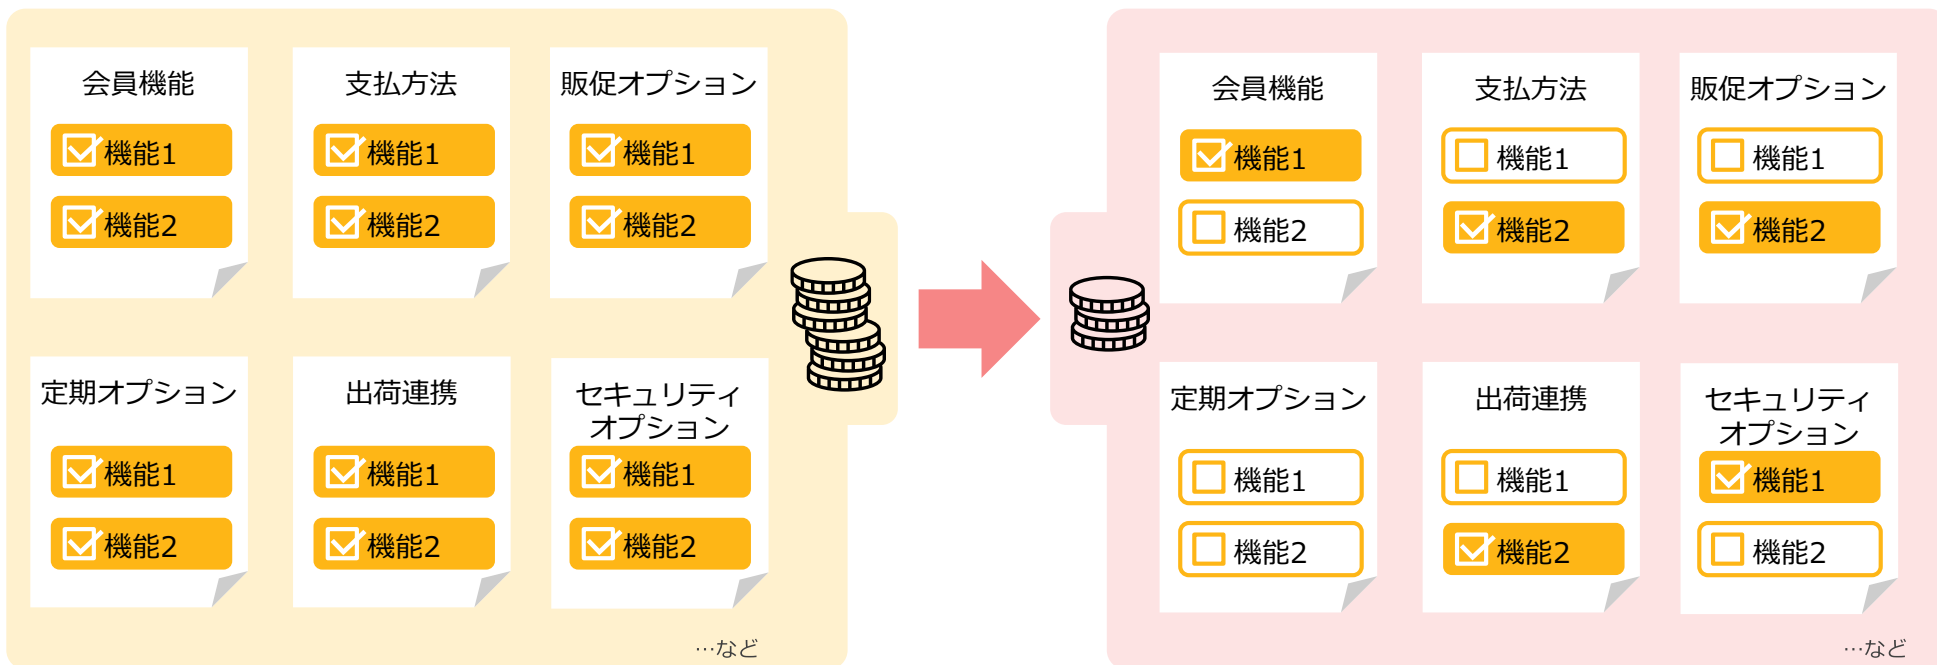 会員機能
機能1
機能2
支払方法
機能1
機能2
販促オプション
機能1
機能2
定期オプション
機能1
機能2
出荷連携
機能1
機能2
セキュリティ
オプション
機能1
機能2
…など
会員機能
機能1
機能2
支払方法
機能1
機能2
販促オプション
機能1
機能2
定期オプション
機能1
機能2
出荷連携
機能1
機能2
セキュリティ
オプション
機能1
機能2
…など